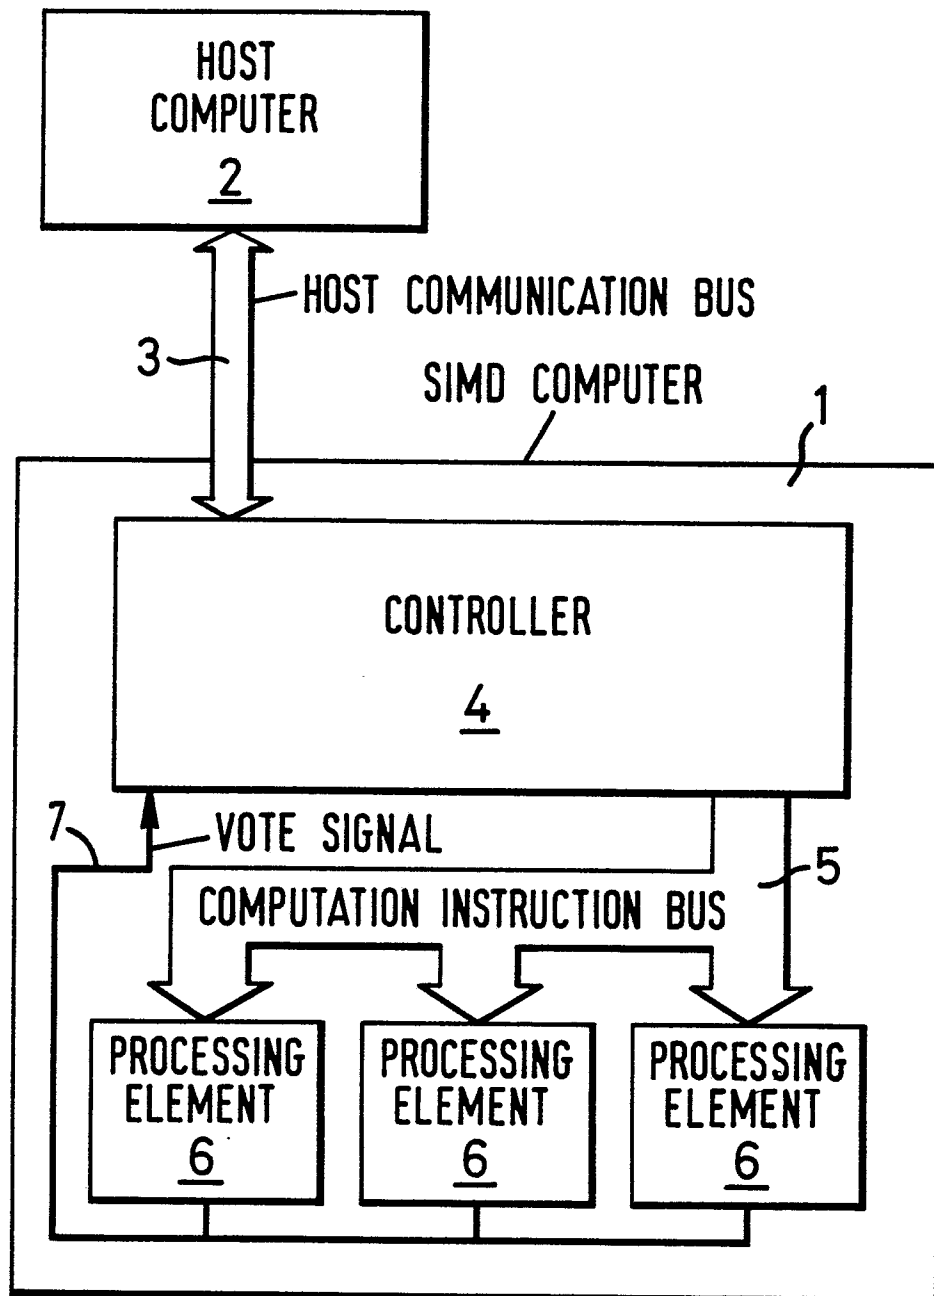 HOST
COMPUTER
2
HOST COMMUNICATION BUS
3
SIMD COMPUTER
1
CONTROLLER
4
7
VOTE SIGNAL
5
COMPUTATION INSTRUCTION BUS
PROCESSING
ELEMENT
6
PROCESSING
ELEMENT
6
PROCESSING
ELEMENT
6